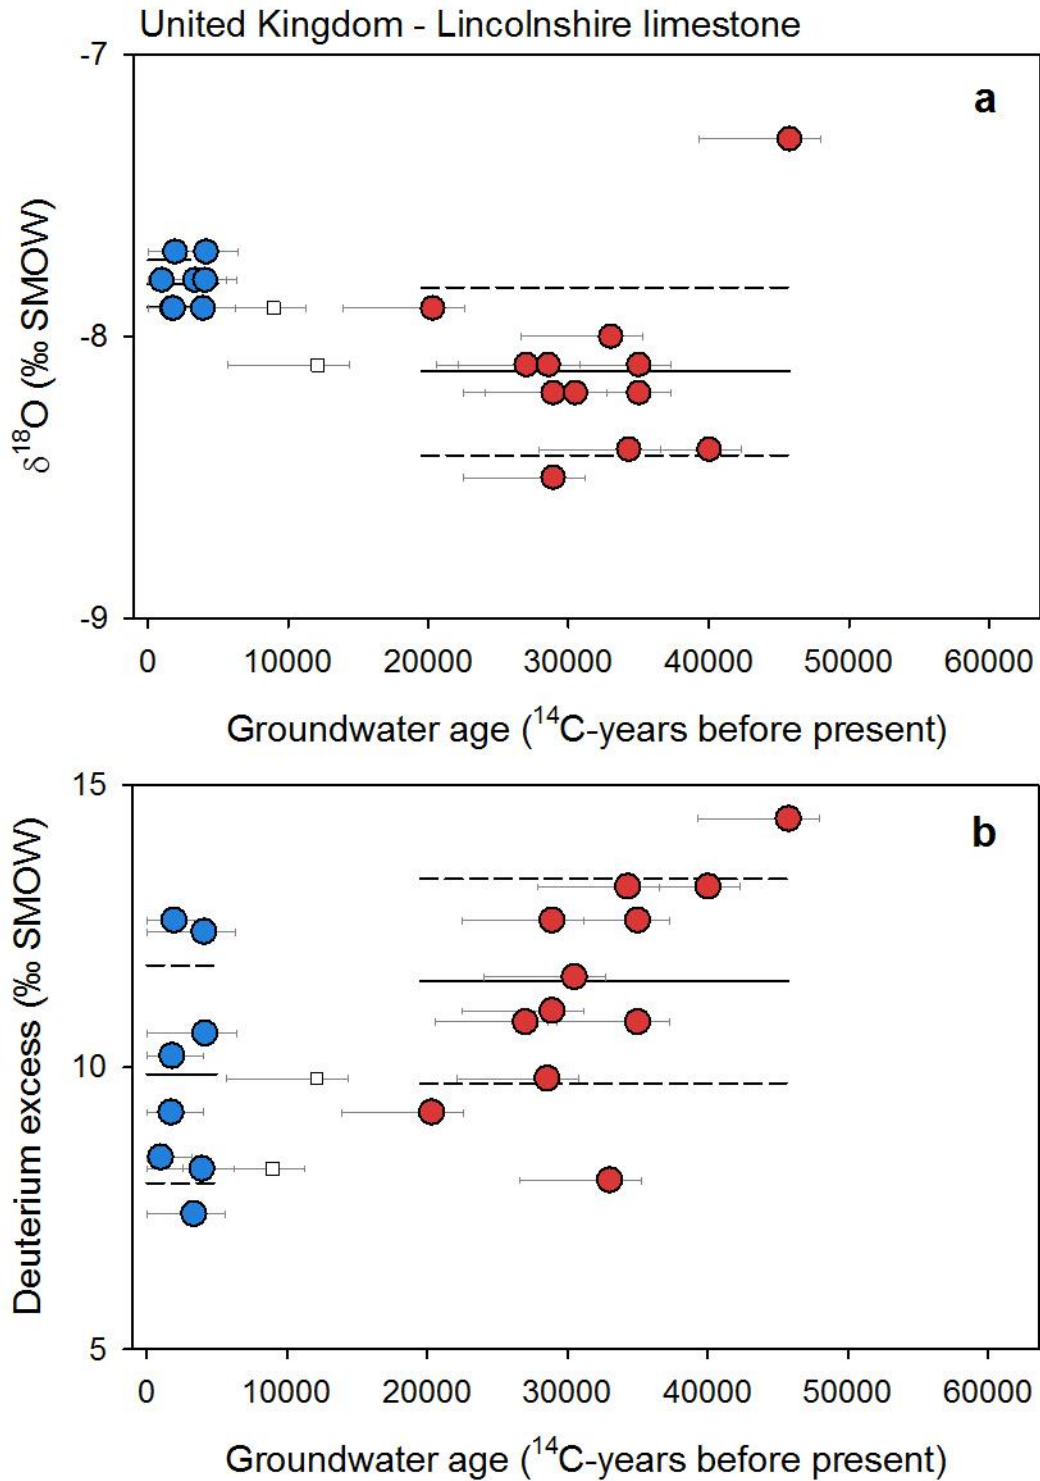 United Kingdom - Lincolnshire limestone
-7
a
δ18O (‰ SMOW)
-8
-9
0 10000 20000 30000 40000 50000 60000
Groundwater age (14C-years before present)
15
b
Deuterium excess (‰ SMOW)
10
5
0 10000 20000 30000 40000 50000 60000
Groundwater age (14C-years before present)